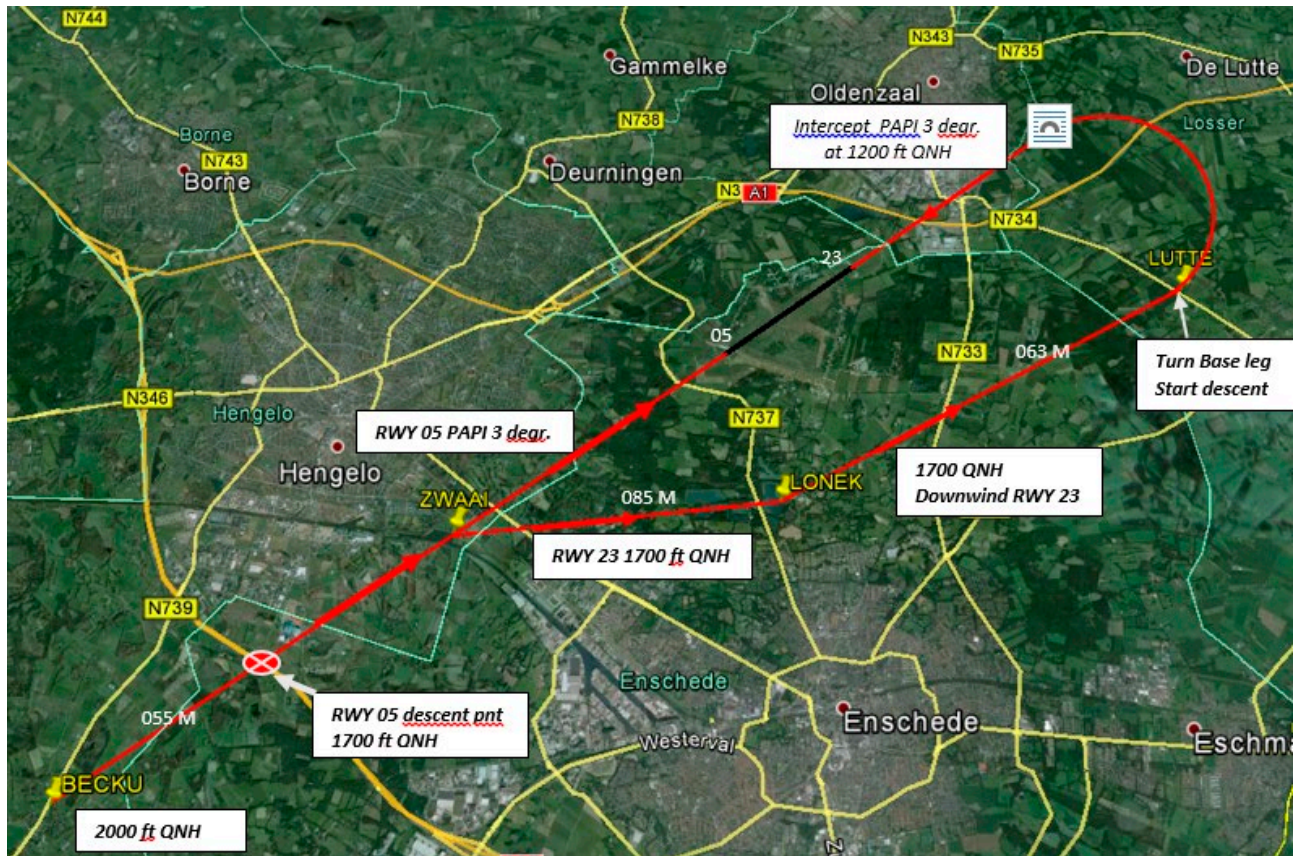 N744
N343
N735
Gammelke
De Lutte
Oldenzaal
Losser
Borne
N743
Borne
N738
Deurningen
Intercept PAPI 3 degr.
at 1200 ft QNH
N3
A1
N734
23
LUTTE
05
N733
063 M
Turn Base leg
Start descent
N346
Hengelo
N737
RWY 05 PAPI 3 degr.
Hengelo
1700 QNH
Downwind RWY 23
ZWAAI
085 M
LONEK
RWY 23 1700 ft QNH
N739
Enschede
055 M
RWY 05 descent pnt
1700 ft QNH
Westerval
Enschede
Eschma
BECKU
2000 ft QNH